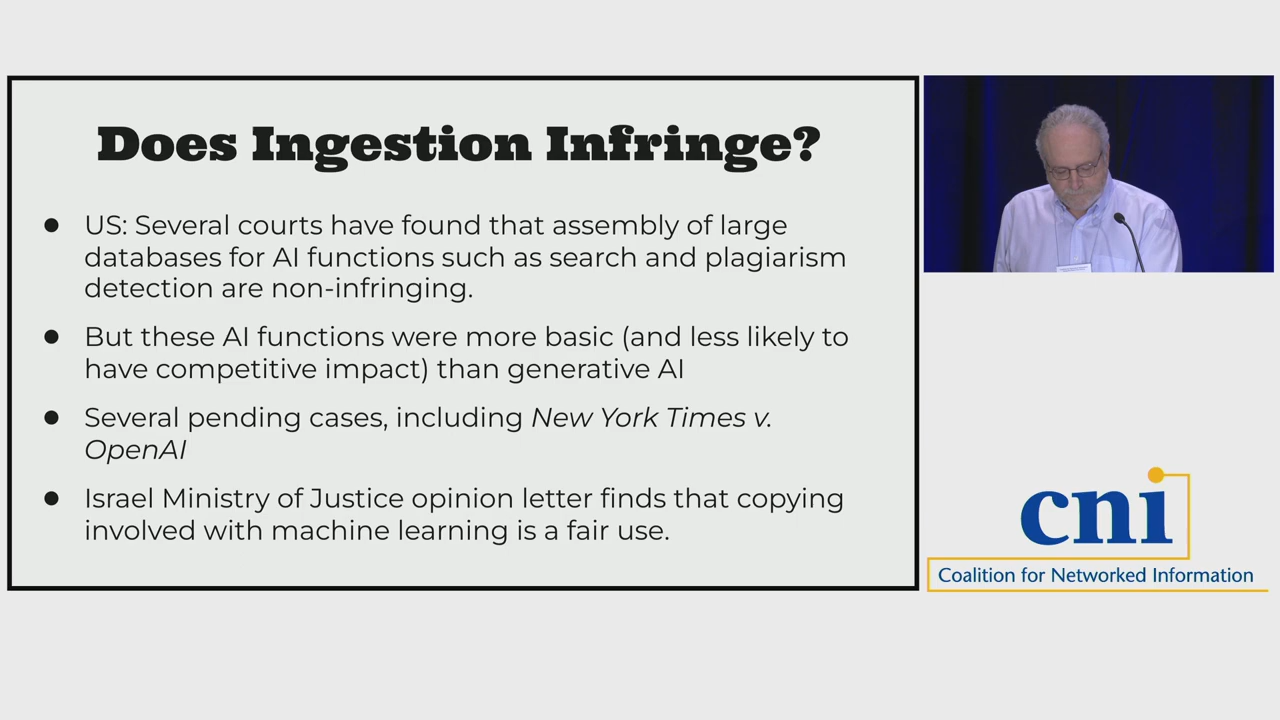 Does Ingestion Infringe?
● US: Several courts have found that assembly of large
databases for AI functions such as search and plagiarism
detection are non-infringing.
● But these AI functions were more basic (and less likely to
have competitive impact) than generative AI
● Several pending cases, including New York Times v.
OpenAI
● Israel Ministry of Justice opinion letter finds that copying
involved with machine learning is a fair use.
cni
Coalition for Networked Information